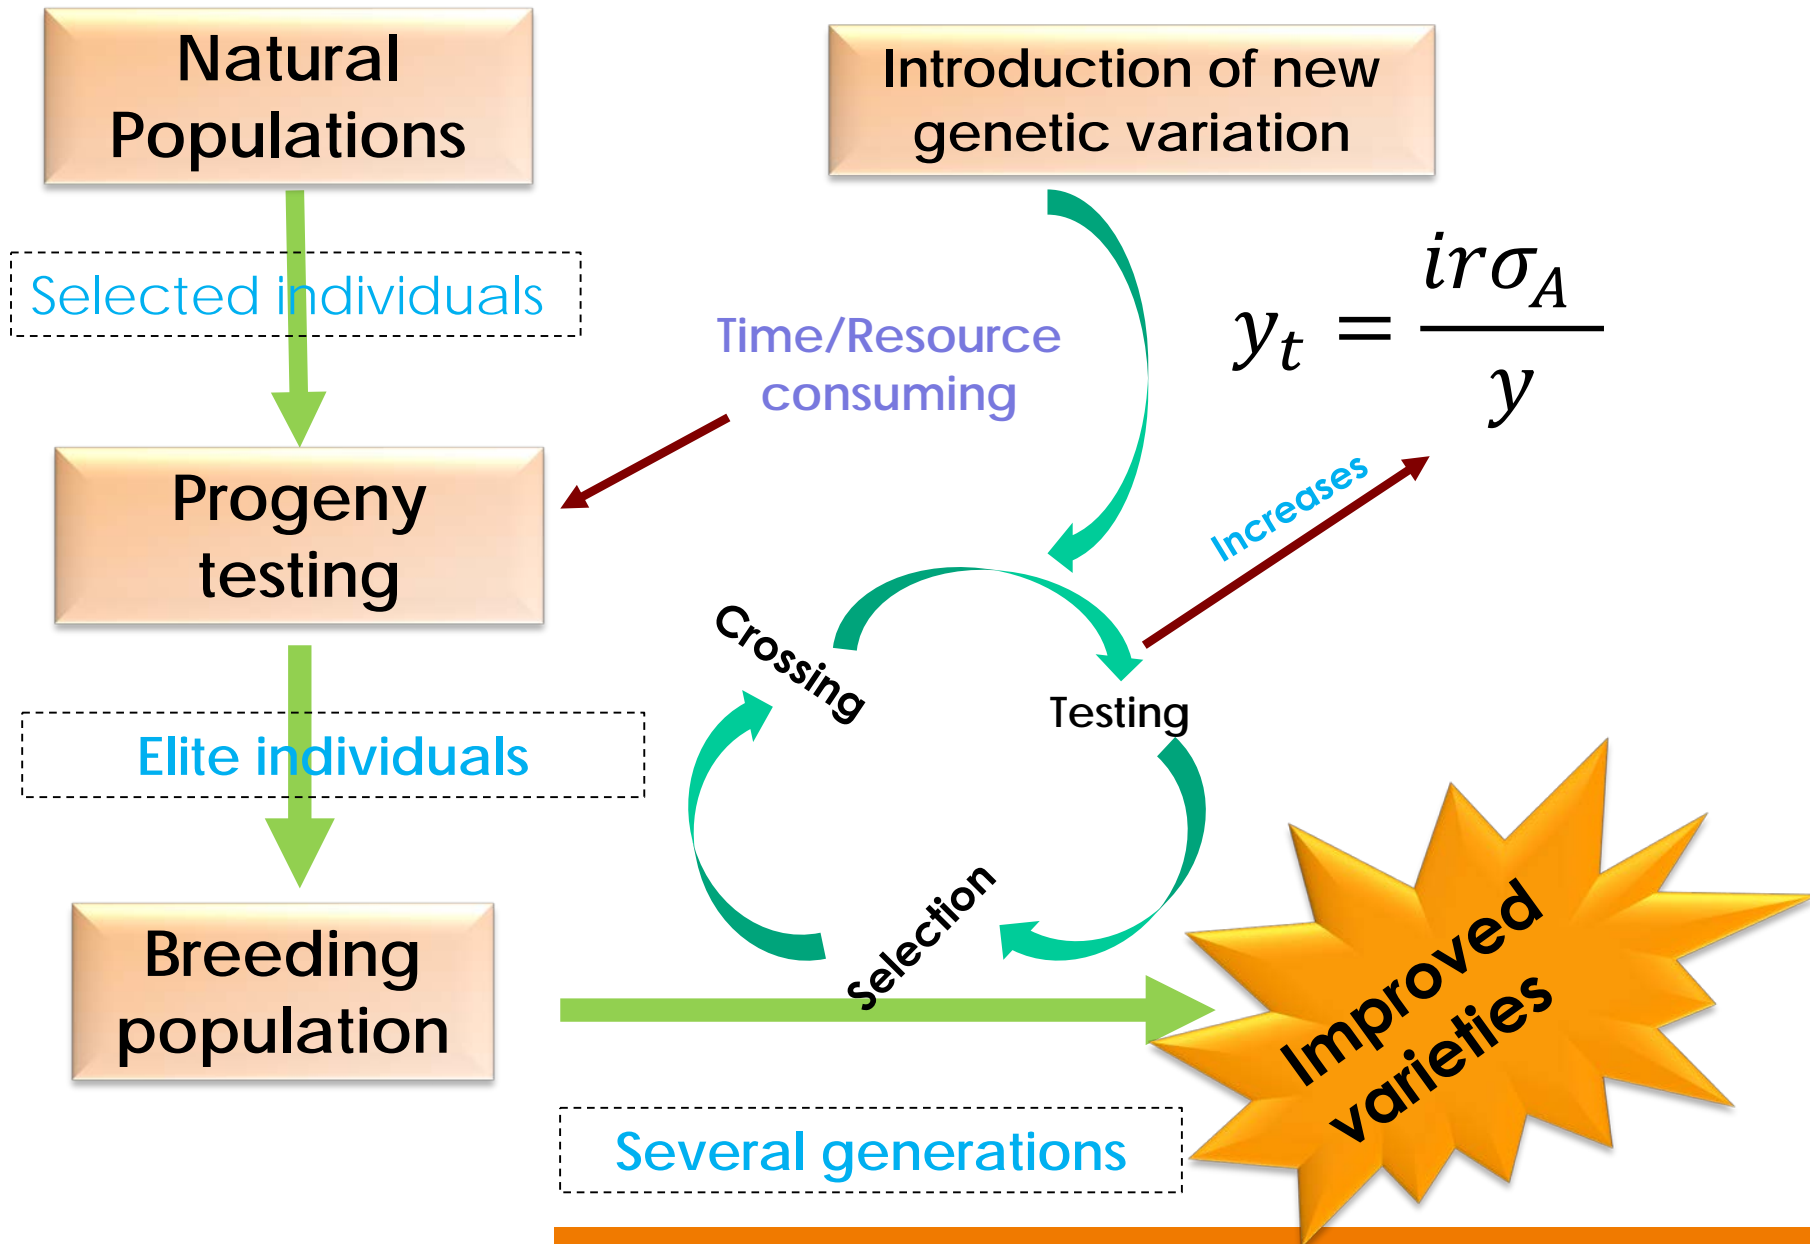 Natural
Populations
Introduction of new
genetic variation
Selected individuals
Time/Resource
consuming
y_t = irσ_A / y
Progeny
testing
Increases
Crossing
Testing
Elite individuals
Selection
Breeding
population
Improved
varieties
Several generations